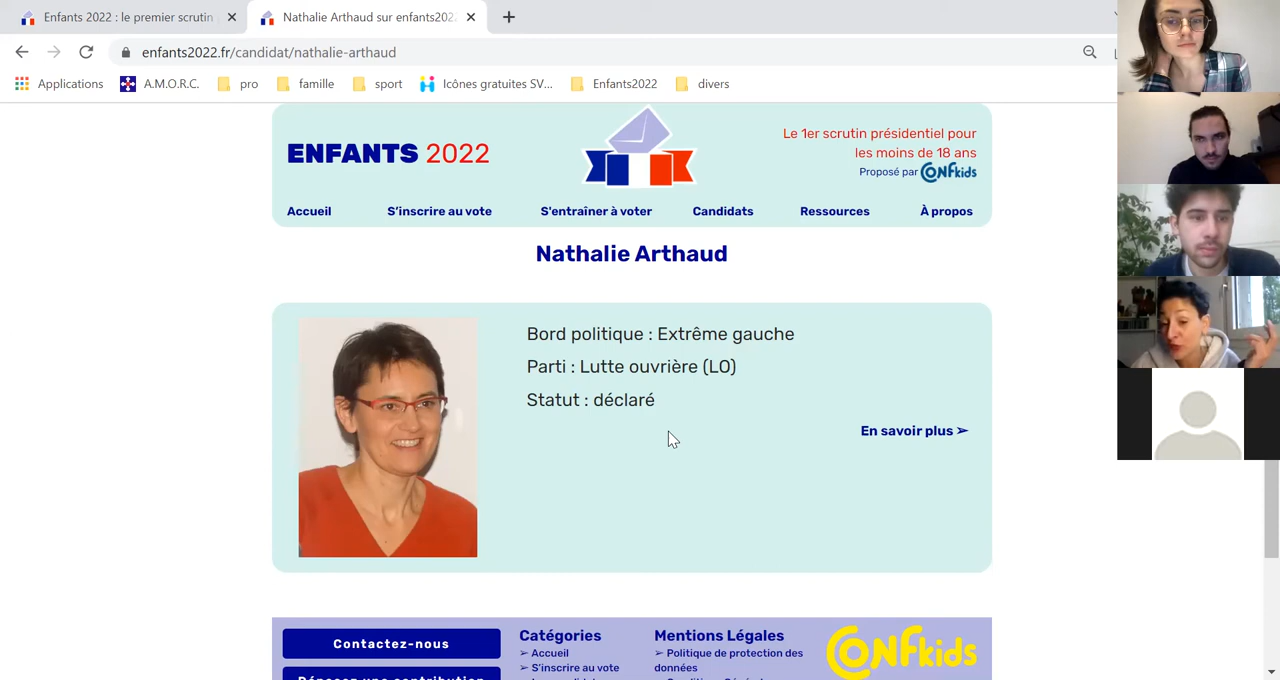 Enfants 2022 : le premier scrutin
Nathalie Arthaud sur enfants202
enfants2022.fr/candidat/nathalie-arthaud
Applications
A.M.O.R.C.
pro
famille
sport
Icônes gratuites SV...
Enfants2022
divers
ENFANTS 2022
Le 1er scrutin présidentiel pour
les moins de 18 ans
Proposé par CONFkids
Accueil
S'inscrire au vote
S'entraîner à voter
Candidats
Ressources
À propos
Nathalie Arthaud
Bord politique : Extrême gauche
Parti : Lutte ouvrière (LO)
Statut : déclaré
En savoir plus ➢
Contactez-nous
Déposez une contribution
Catégories
➢ Accueil
➢ S'inscrire au vote
Mentions Légales
➢ Politique de protection des
données
CONFkids